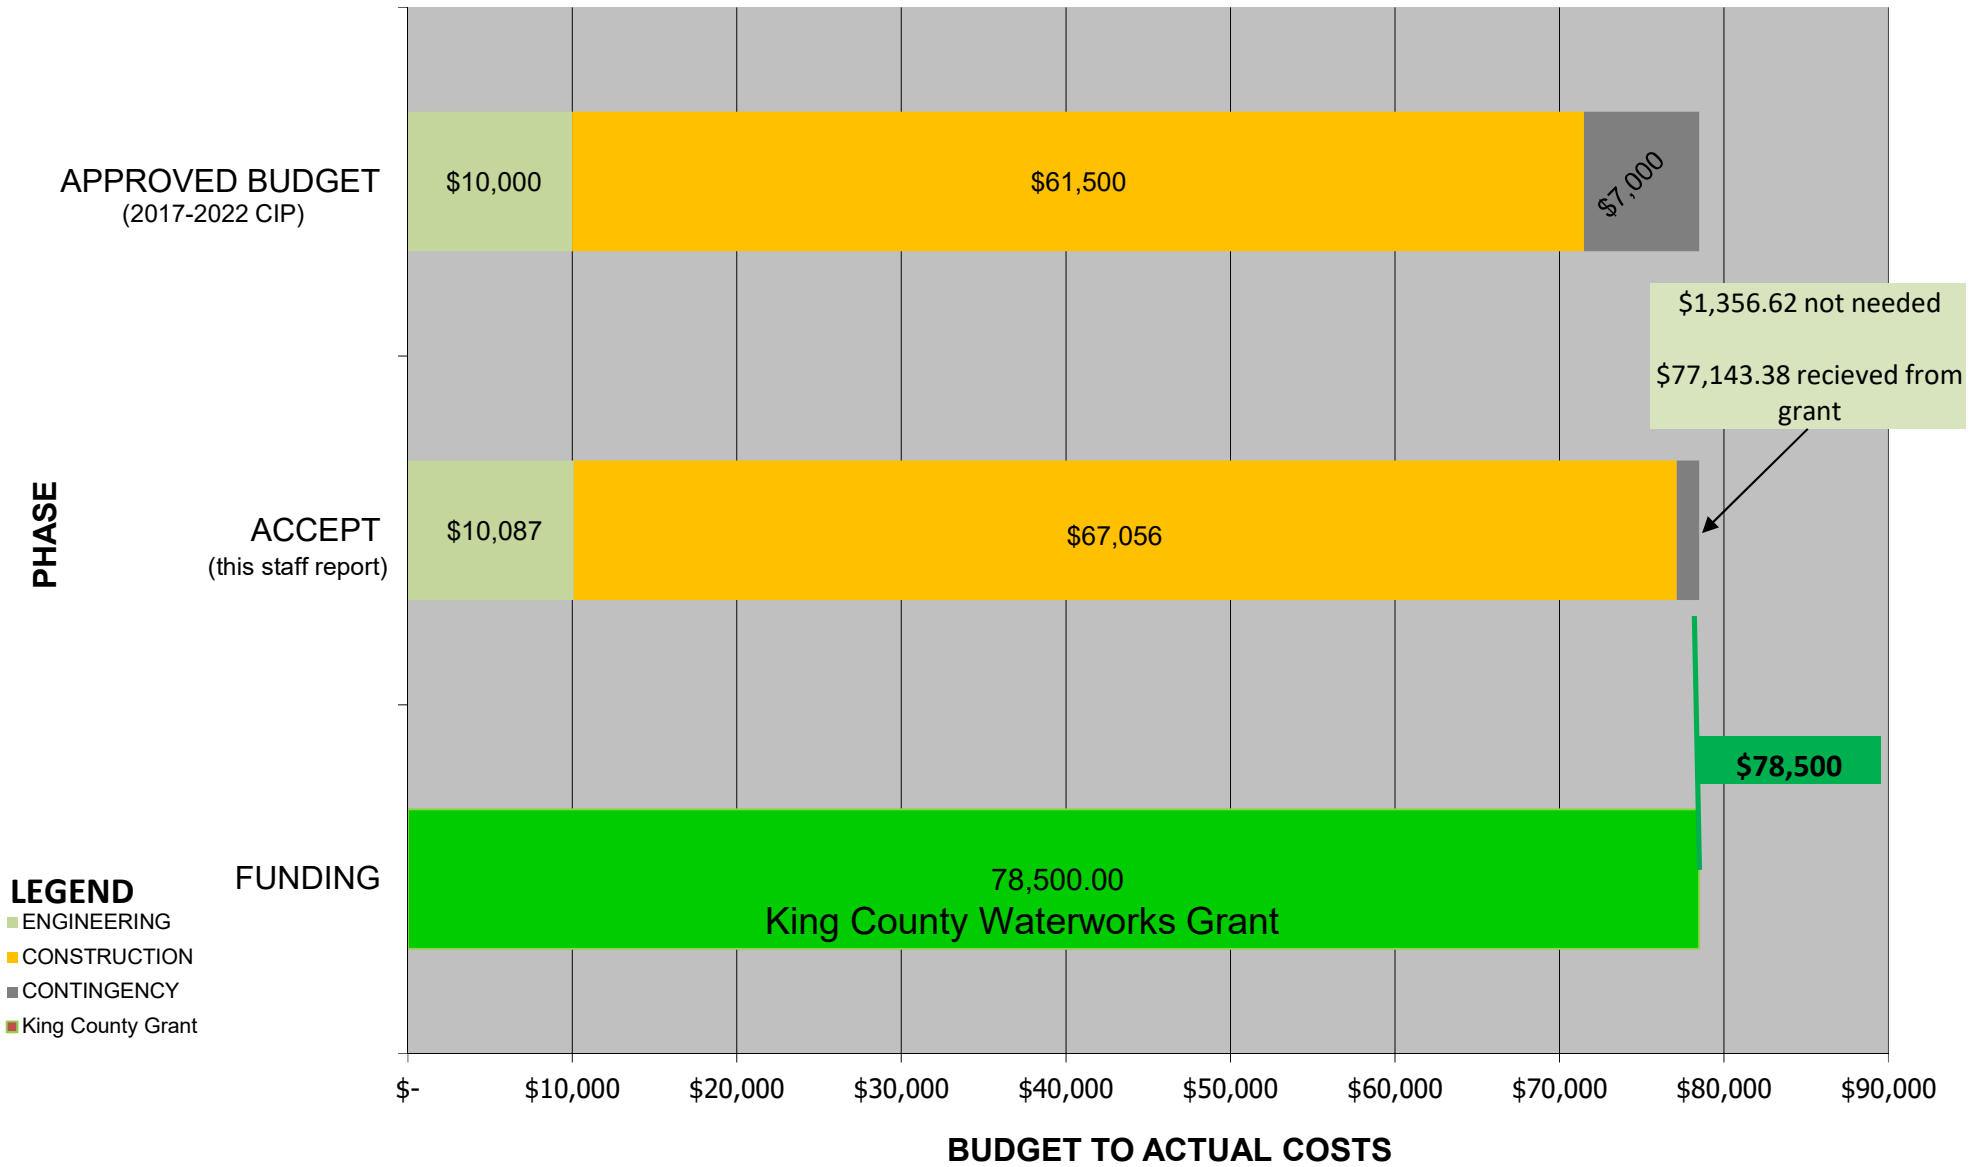 APPROVED BUDGET
(2017-2022 CIP)
$10,000
$61,500
$7,000
$1,356.62 not needed
$77,143.38 recieved from
grant
PHASE
ACCEPT
(this staff report)
$10,087
$67,056
$78,500
FUNDING
78,500.00
King County Waterworks Grant
LEGEND
ENGINEERING
CONSTRUCTION
CONTINGENCY
King County Grant
$- $10,000 $20,000 $30,000 $40,000 $50,000 $60,000 $70,000 $80,000 $90,000
BUDGET TO ACTUAL COSTS